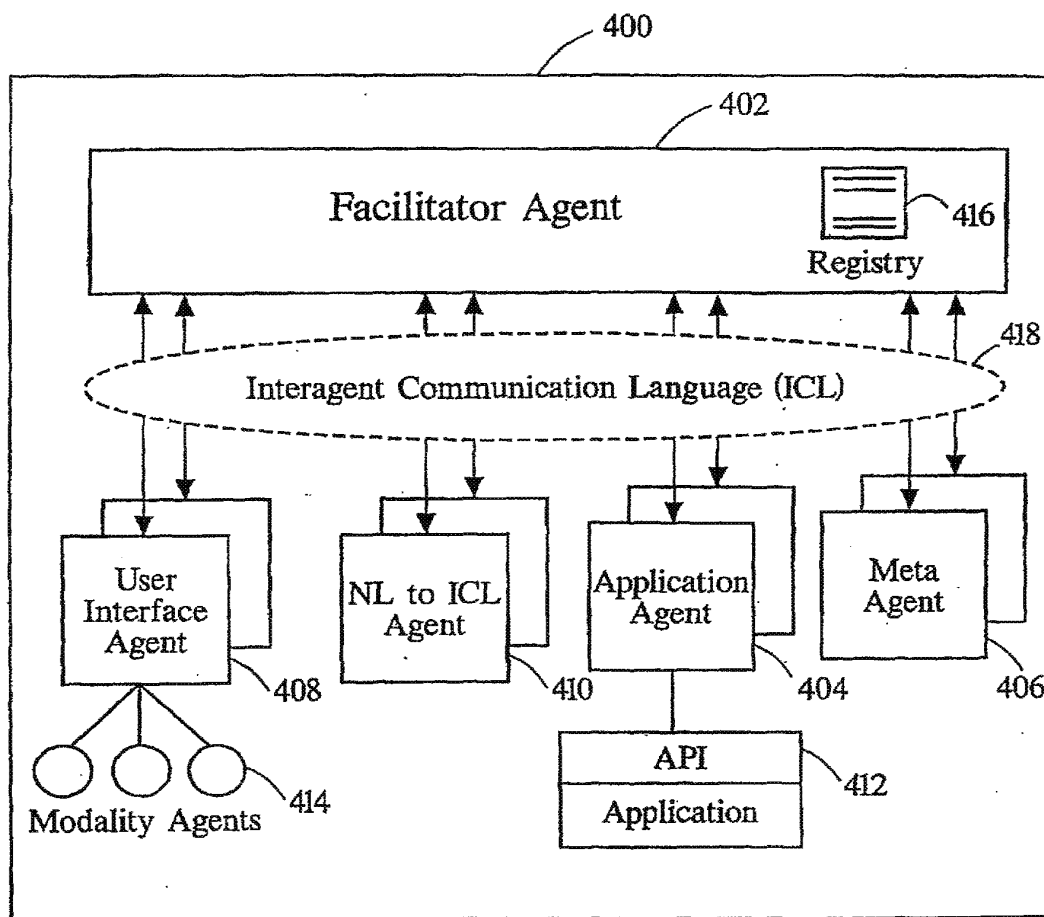 400
402
Facilitator Agent
416
Registry
418
Interagent Communication Language (ICL)
User
Interface
Agent
408
NL to ICL
Agent
410
Application
Agent
404
Meta
Agent
406
414
Modality Agents
API
412
Application